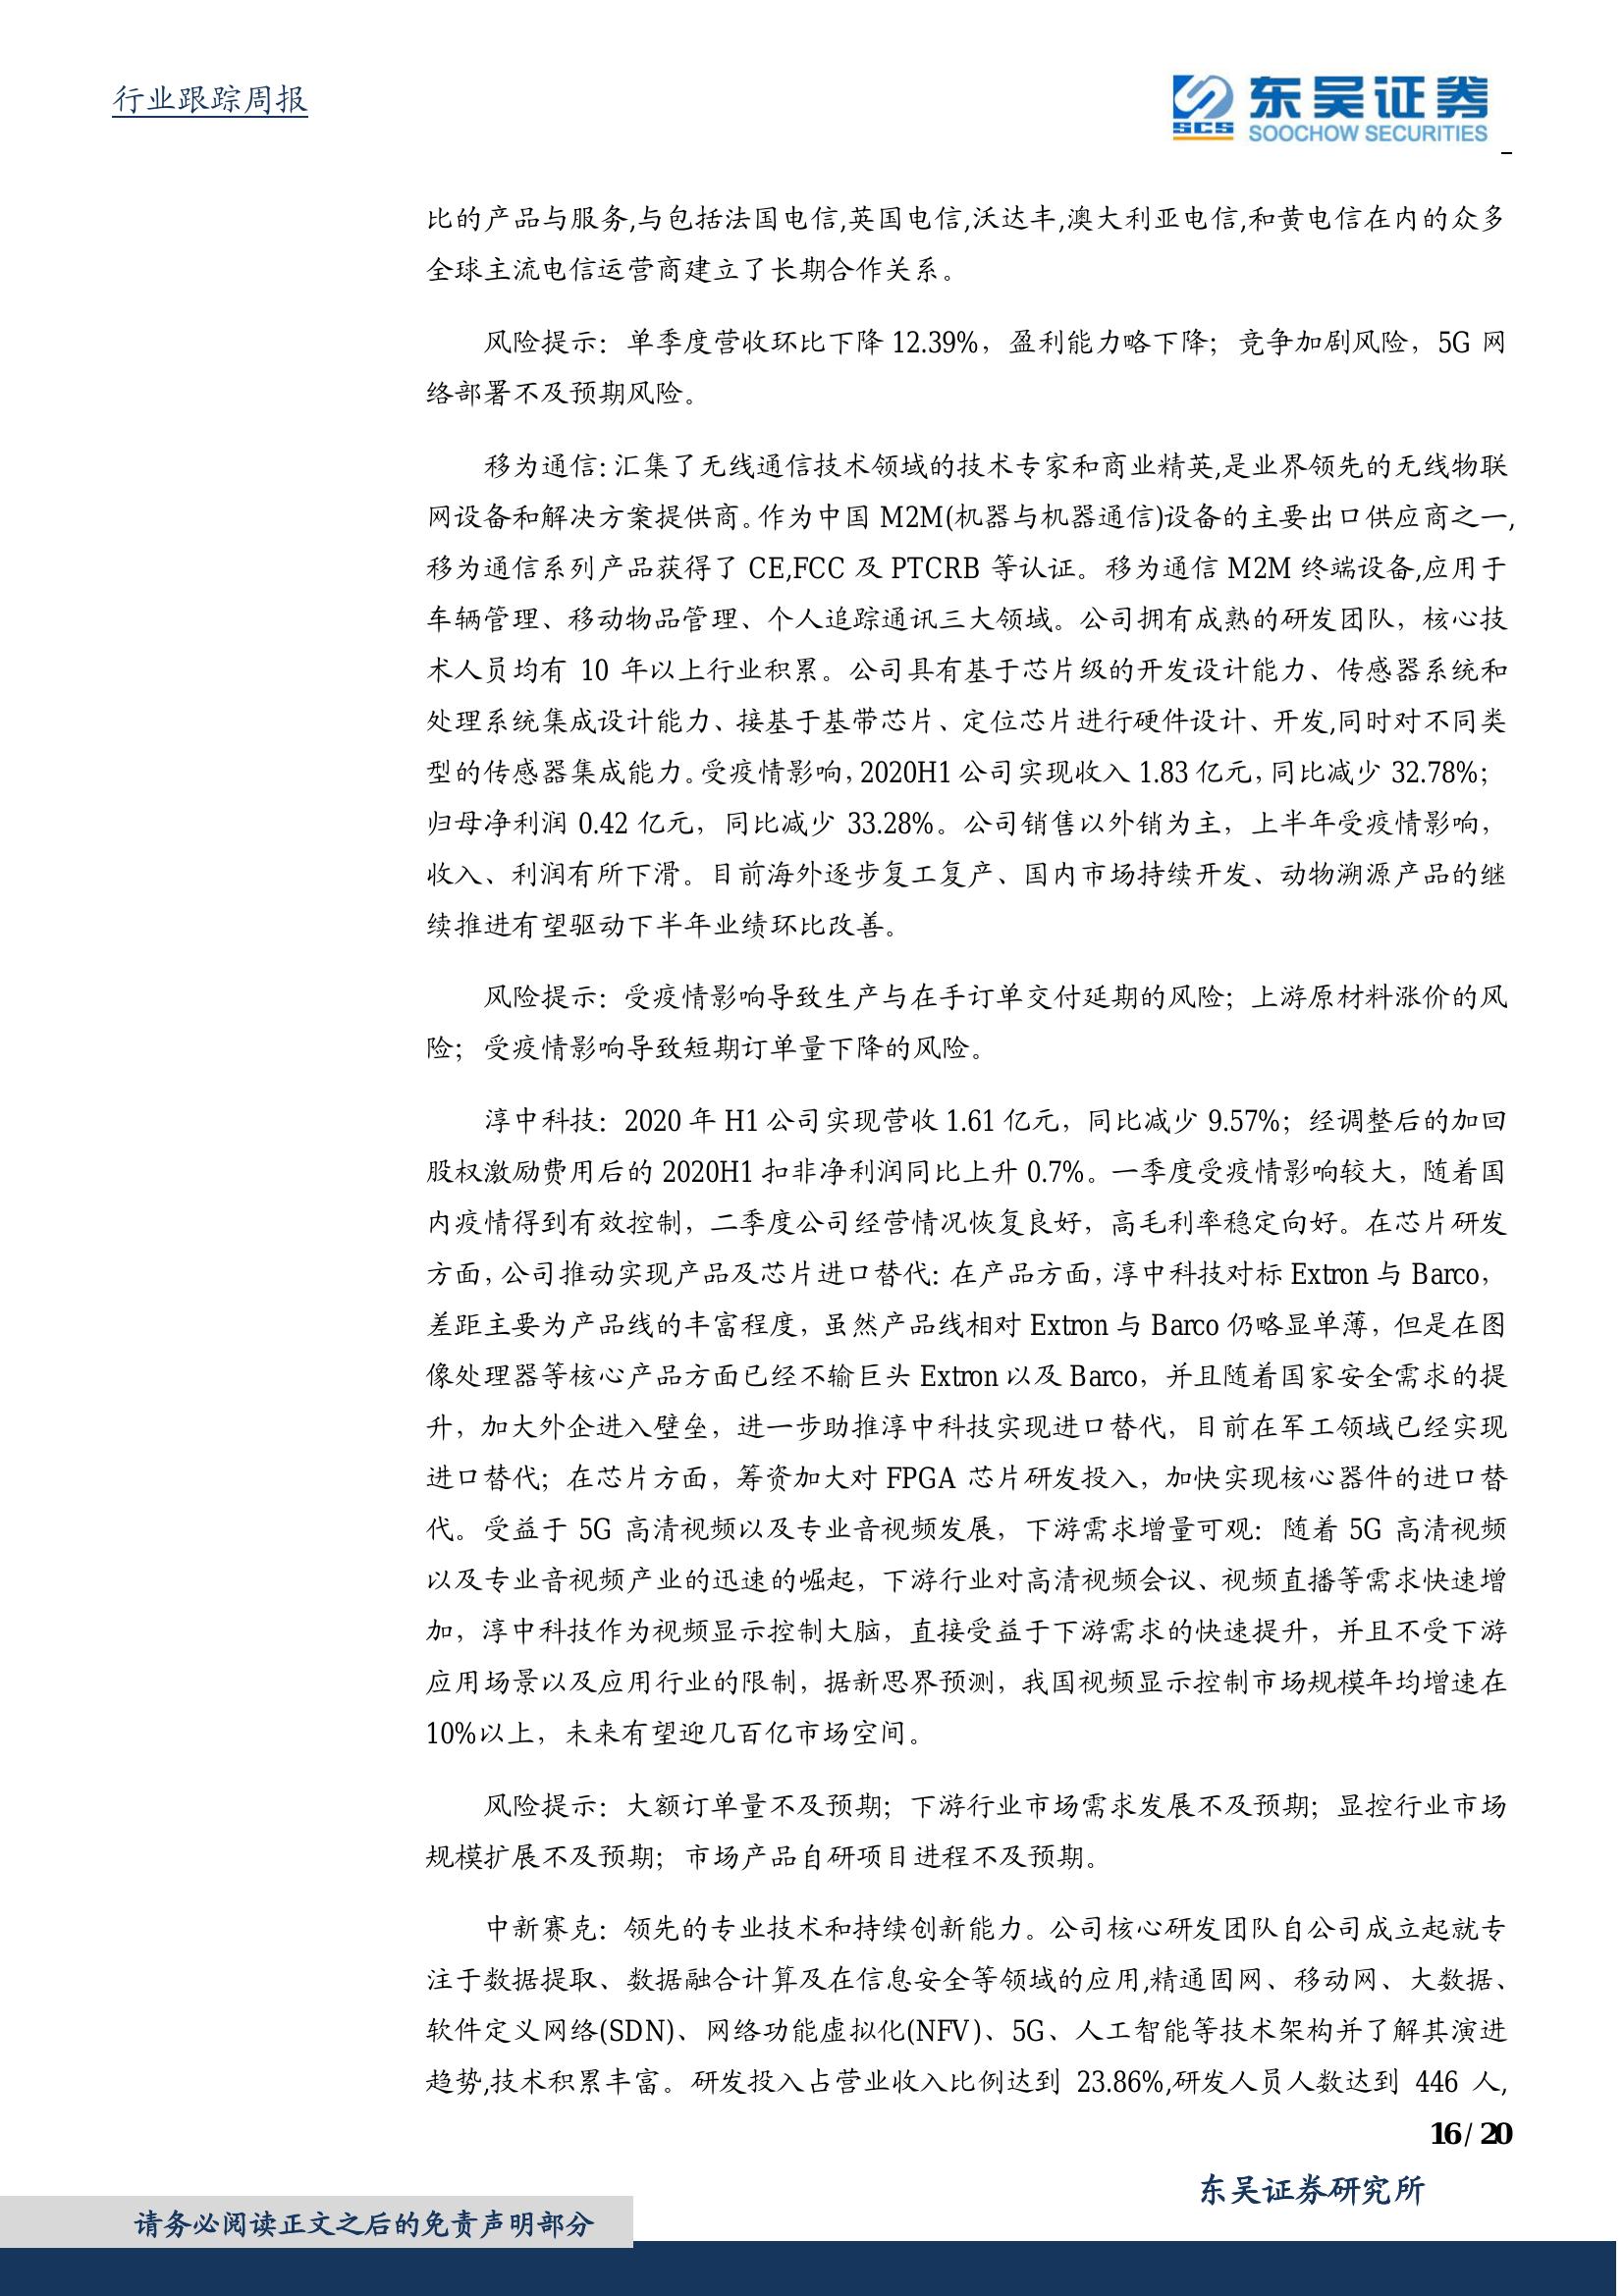 行业跟踪周报
SCS 东吴证券
SOOCHOW SECURITIES
比的产品与服务,与包括法国电信,英国电信,沃达丰,澳大利亚电信,和黄电信在内的众多
全球主流电信运营商建立了长期合作关系。
风险提示：单季度营收环比下降 12.39%，盈利能力略下降；竞争加剧风险，5G 网
络部署不及预期风险。
移为通信：汇集了无线通信技术领域的技术专家和商业精英,是业界领先的无线物联
网设备和解决方案提供商。作为中国 M2M(机器与机器通信)设备的主要出口供应商之一,
移为通信系列产品获得了 CE,FCC 及 PTCRB 等认证。移为通信 M2M 终端设备,应用于
车辆管理、移动物品管理、个人追踪通讯三大领域。公司拥有成熟的研发团队，核心技
术人员均有 10 年以上行业积累。公司具有基于芯片级的开发设计能力、传感器系统和
处理系统集成设计能力、接基于基带芯片、定位芯片进行硬件设计、开发,同时对不同类
型的传感器集成能力。受疫情影响，2020H1 公司实现收入 1.83 亿元，同比减少 32.78%；
归母净利润 0.42 亿元，同比减少 33.28%。公司销售以外销为主，上半年受疫情影响，
收入、利润有所下滑。目前海外逐步复工复产、国内市场持续开发、动物溯源产品的继
续推进有望驱动下半年业绩环比改善。
风险提示：受疫情影响导致生产与在手订单交付延期的风险；上游原材料涨价的风
险；受疫情影响导致短期订单量下降的风险。
淳中科技：2020 年 H1 公司实现营收 1.61 亿元，同比减少 9.57%；经调整后的加回
股权激励费用后的 2020H1 扣非净利润同比上升 0.7%。一季度受疫情影响较大，随着国
内疫情得到有效控制，二季度公司经营情况恢复良好，高毛利率稳定向好。在芯片研发
方面，公司推动实现产品及芯片进口替代：在产品方面，淳中科技对标 Extron 与 Barco，
差距主要为产品线的丰富程度，虽然产品线相对 Extron 与 Barco 仍略显单薄，但是在图
像处理器等核心产品方面已经不输巨头 Extron 以及 Barco，并且随着国家安全需求的提
升，加大外企进入壁垒，进一步助推淳中科技实现进口替代，目前在军工领域已经实现
进口替代；在芯片方面，筹资加大对 FPGA 芯片研发投入，加快实现核心器件的进口替
代。受益于 5G 高清视频以及专业音视频发展，下游需求增量可观：随着 5G 高清视频
以及专业音视频产业的迅速的崛起，下游行业对高清视频会议、视频直播等需求快速增
加，淳中科技作为视频显示控制大脑，直接受益于下游需求的快速提升，并且不受下游
应用场景以及应用行业的限制，据新思界预测，我国视频显示控制市场规模年均增速在
10%以上，未来有望迎几百亿市场空间。
风险提示：大额订单量不及预期；下游行业市场需求发展不及预期；显控行业市场
规模扩展不及预期；市场产品自研项目进程不及预期。
中新赛克：领先的专业技术和持续创新能力。公司核心研发团队自公司成立起就专
注于数据提取、数据融合计算及在信息安全等领域的应用,精通固网、移动网、大数据、
软件定义网络(SDN)、网络功能虚拟化(NFV)、5G、人工智能等技术架构并了解其演进
趋势,技术积累丰富。研发投入占营业收入比例达到 23.86%,研发人员人数达到 446 人,
16 / 20
东吴证券研究所
请务必阅读正文之后的免责声明部分